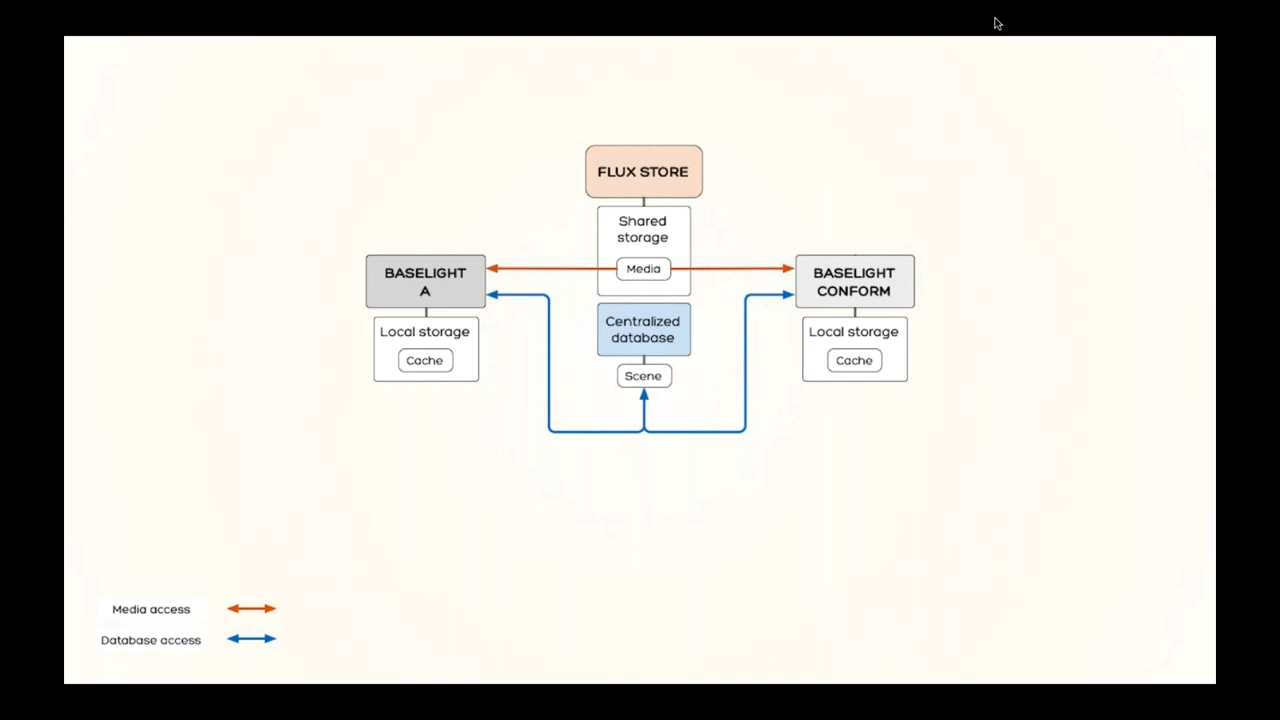 FLUX STORE
Shared
storage
Media
BASELIGHT
A
Local storage
Cache
Centralized
database
Scene
BASELIGHT
CONFORM
Local storage
Cache
Media access
Database access